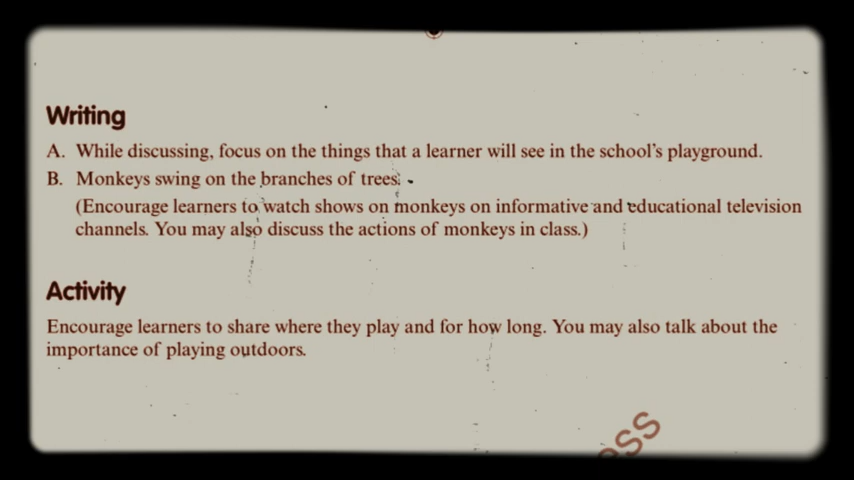 Writing
A. While discussing, focus on the things that a learner will see in the school's playground.
B. Monkeys swing on the branches of trees.
(Encourage learners to watch shows on monkeys on informative and educational television
channels. You may also discuss the actions of monkeys in class.)
Activity
Encourage learners to share where they play and for how long. You may also talk about the
importance of playing outdoors.